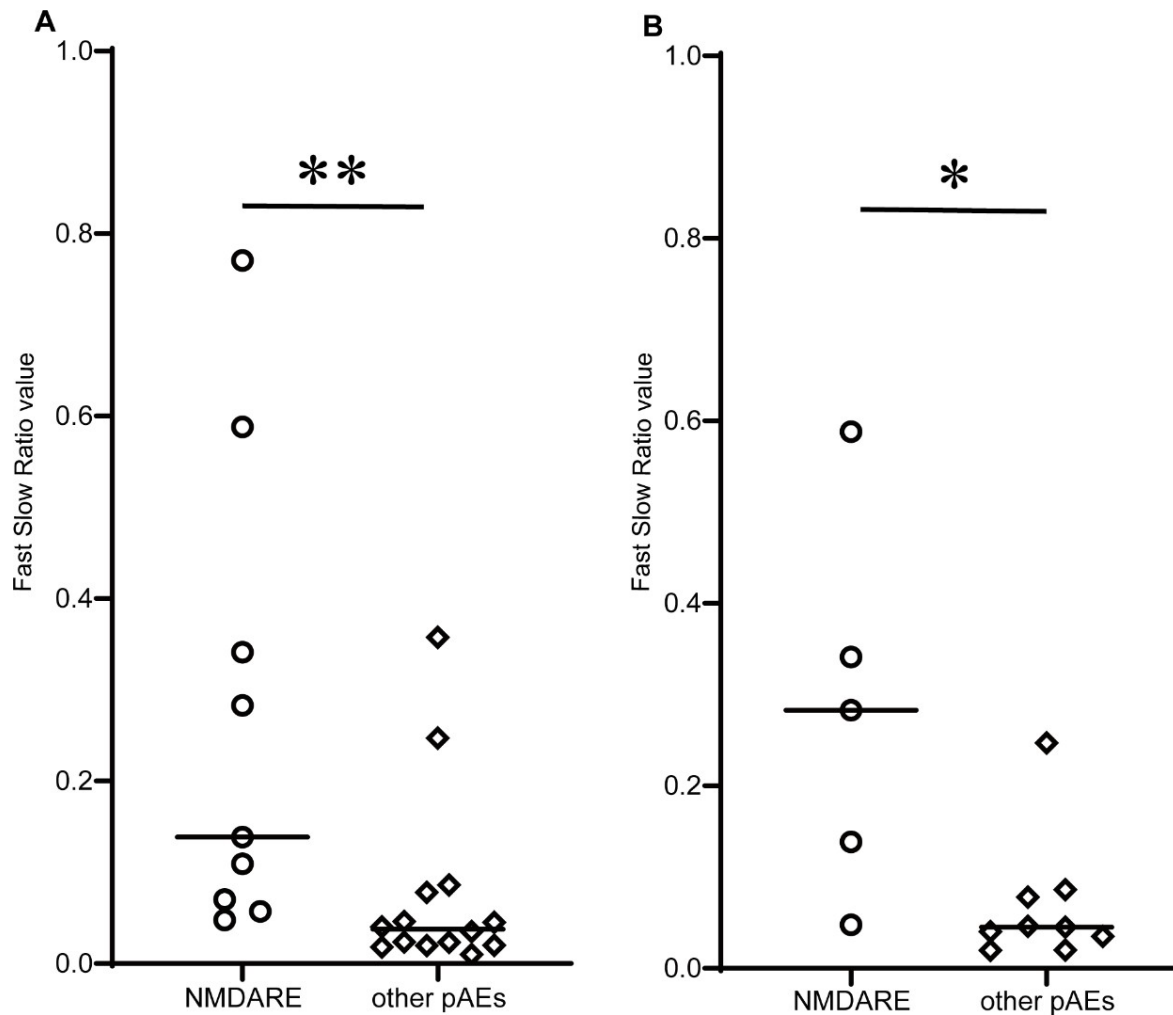 A
1.0
0.8
0.6
0.4
0.2
0.0
Fast Slow Ratio value
**
NMDARE
other pAEs
B
1.0
0.8
0.6
0.4
0.2
0.0
Fast Slow Ratio value
*
NMDARE
other pAEs